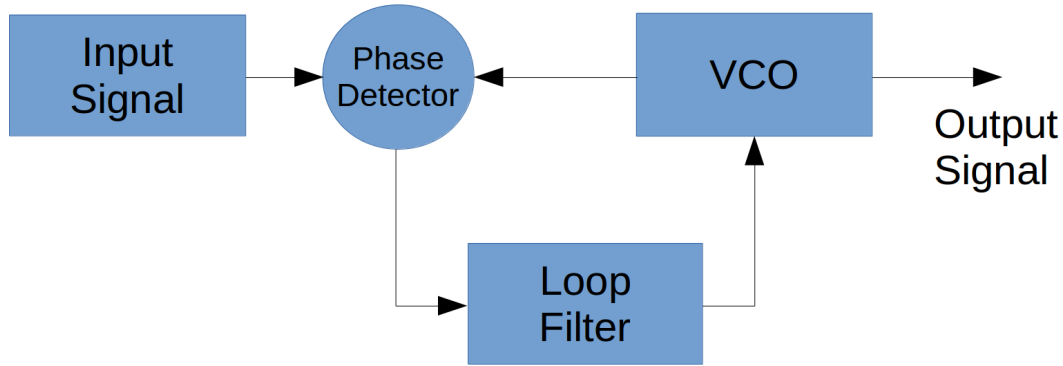 Input
Signal
Phase
Detector
VCO
Output
Signal
Loop
Filter